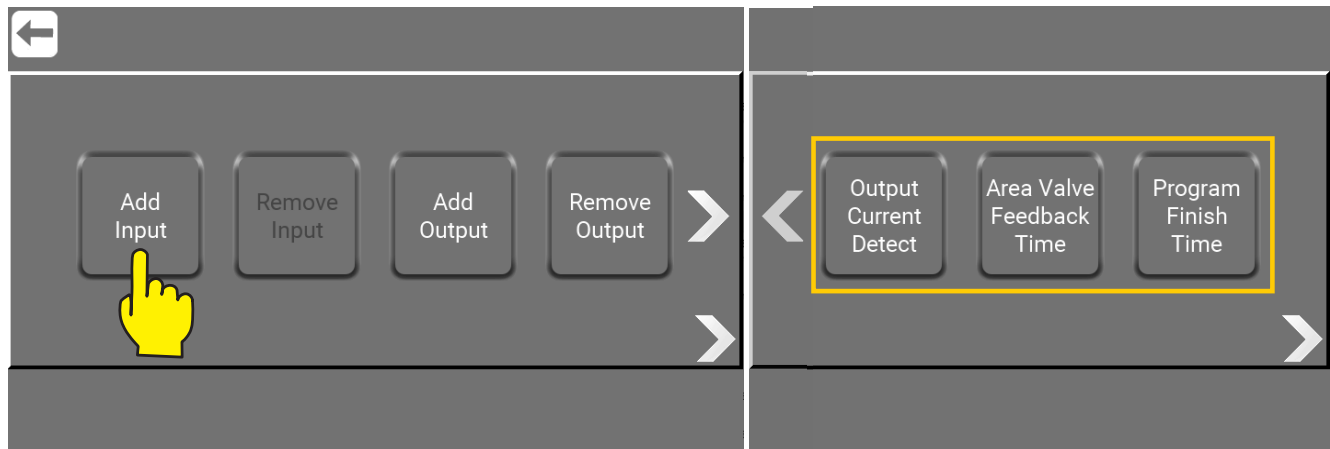 Add
Input
Remove
Input
Add
Output
Remove
Output
Output
Current
Detect
Area Valve
Feedback
Time
Program
Finish
Time